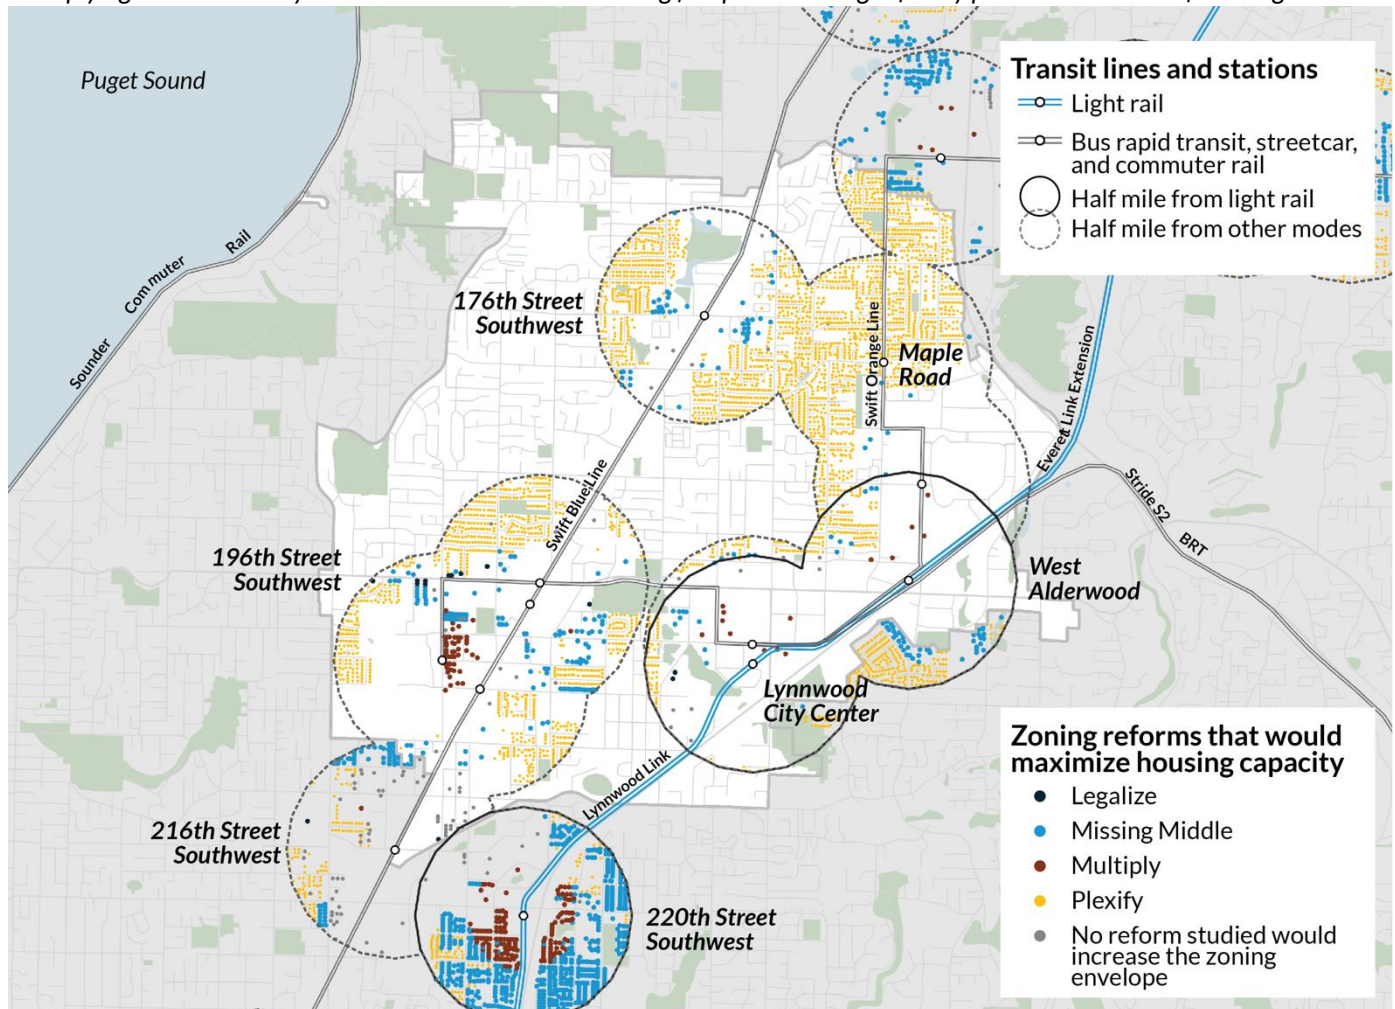 Puget Sound
Sounder
Commuter
Rail
176th Street
Southwest
Maple
Road
Swift Orange Line
Everett Link Extension
Stride S2
BRT
Swift Blue Line
196th Street
Southwest
West
Alderwood
Lynnwood
City Center
Lynnwood Link
216th Street
Southwest
220th Street
Southwest
Transit lines and stations
Light rail
Bus rapid transit, streetcar,
and commuter rail
Half mile from light rail
Half mile from other modes
Zoning reforms that would
maximize housing capacity
Legalize
Missing Middle
Multiply
Plexify
No reform studied would
increase the zoning
envelope